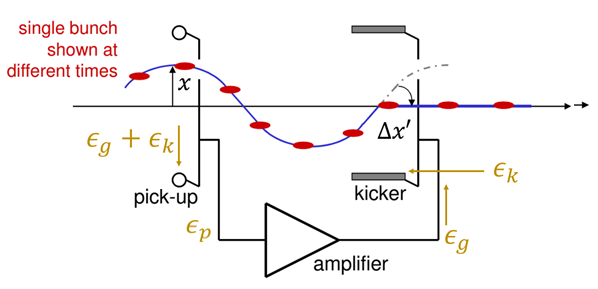 single bunch
shown at
different times
x
Δx′
ϵg + ϵk
pick-up
kicker
ϵk
ϵp
ϵg
amplifier